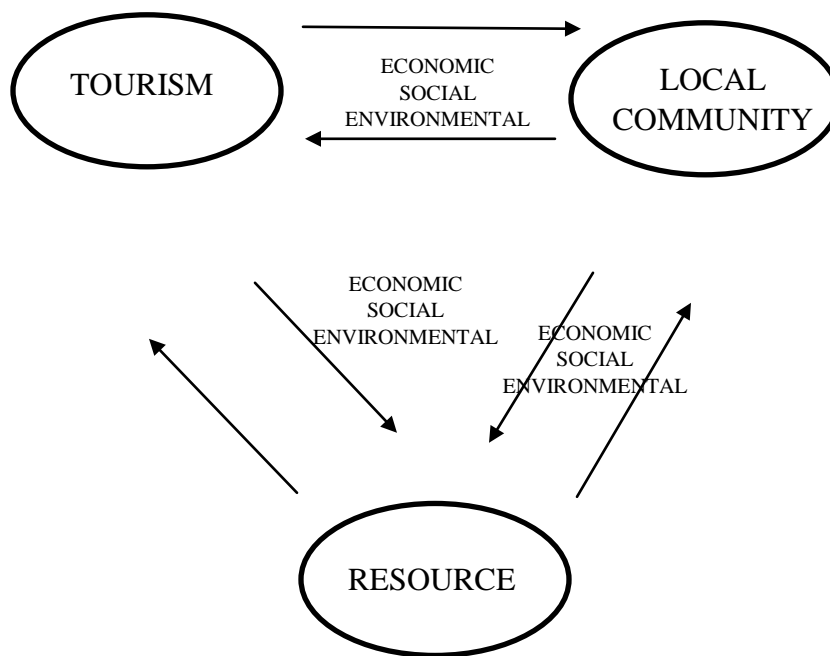 TOURISM
ECONOMIC
SOCIAL
ENVIRONMENTAL
LOCAL
COMMUNITY
ECONOMIC
SOCIAL
ENVIRONMENTAL
ECONOMIC
SOCIAL
ENVIRONMENTAL
RESOURCE